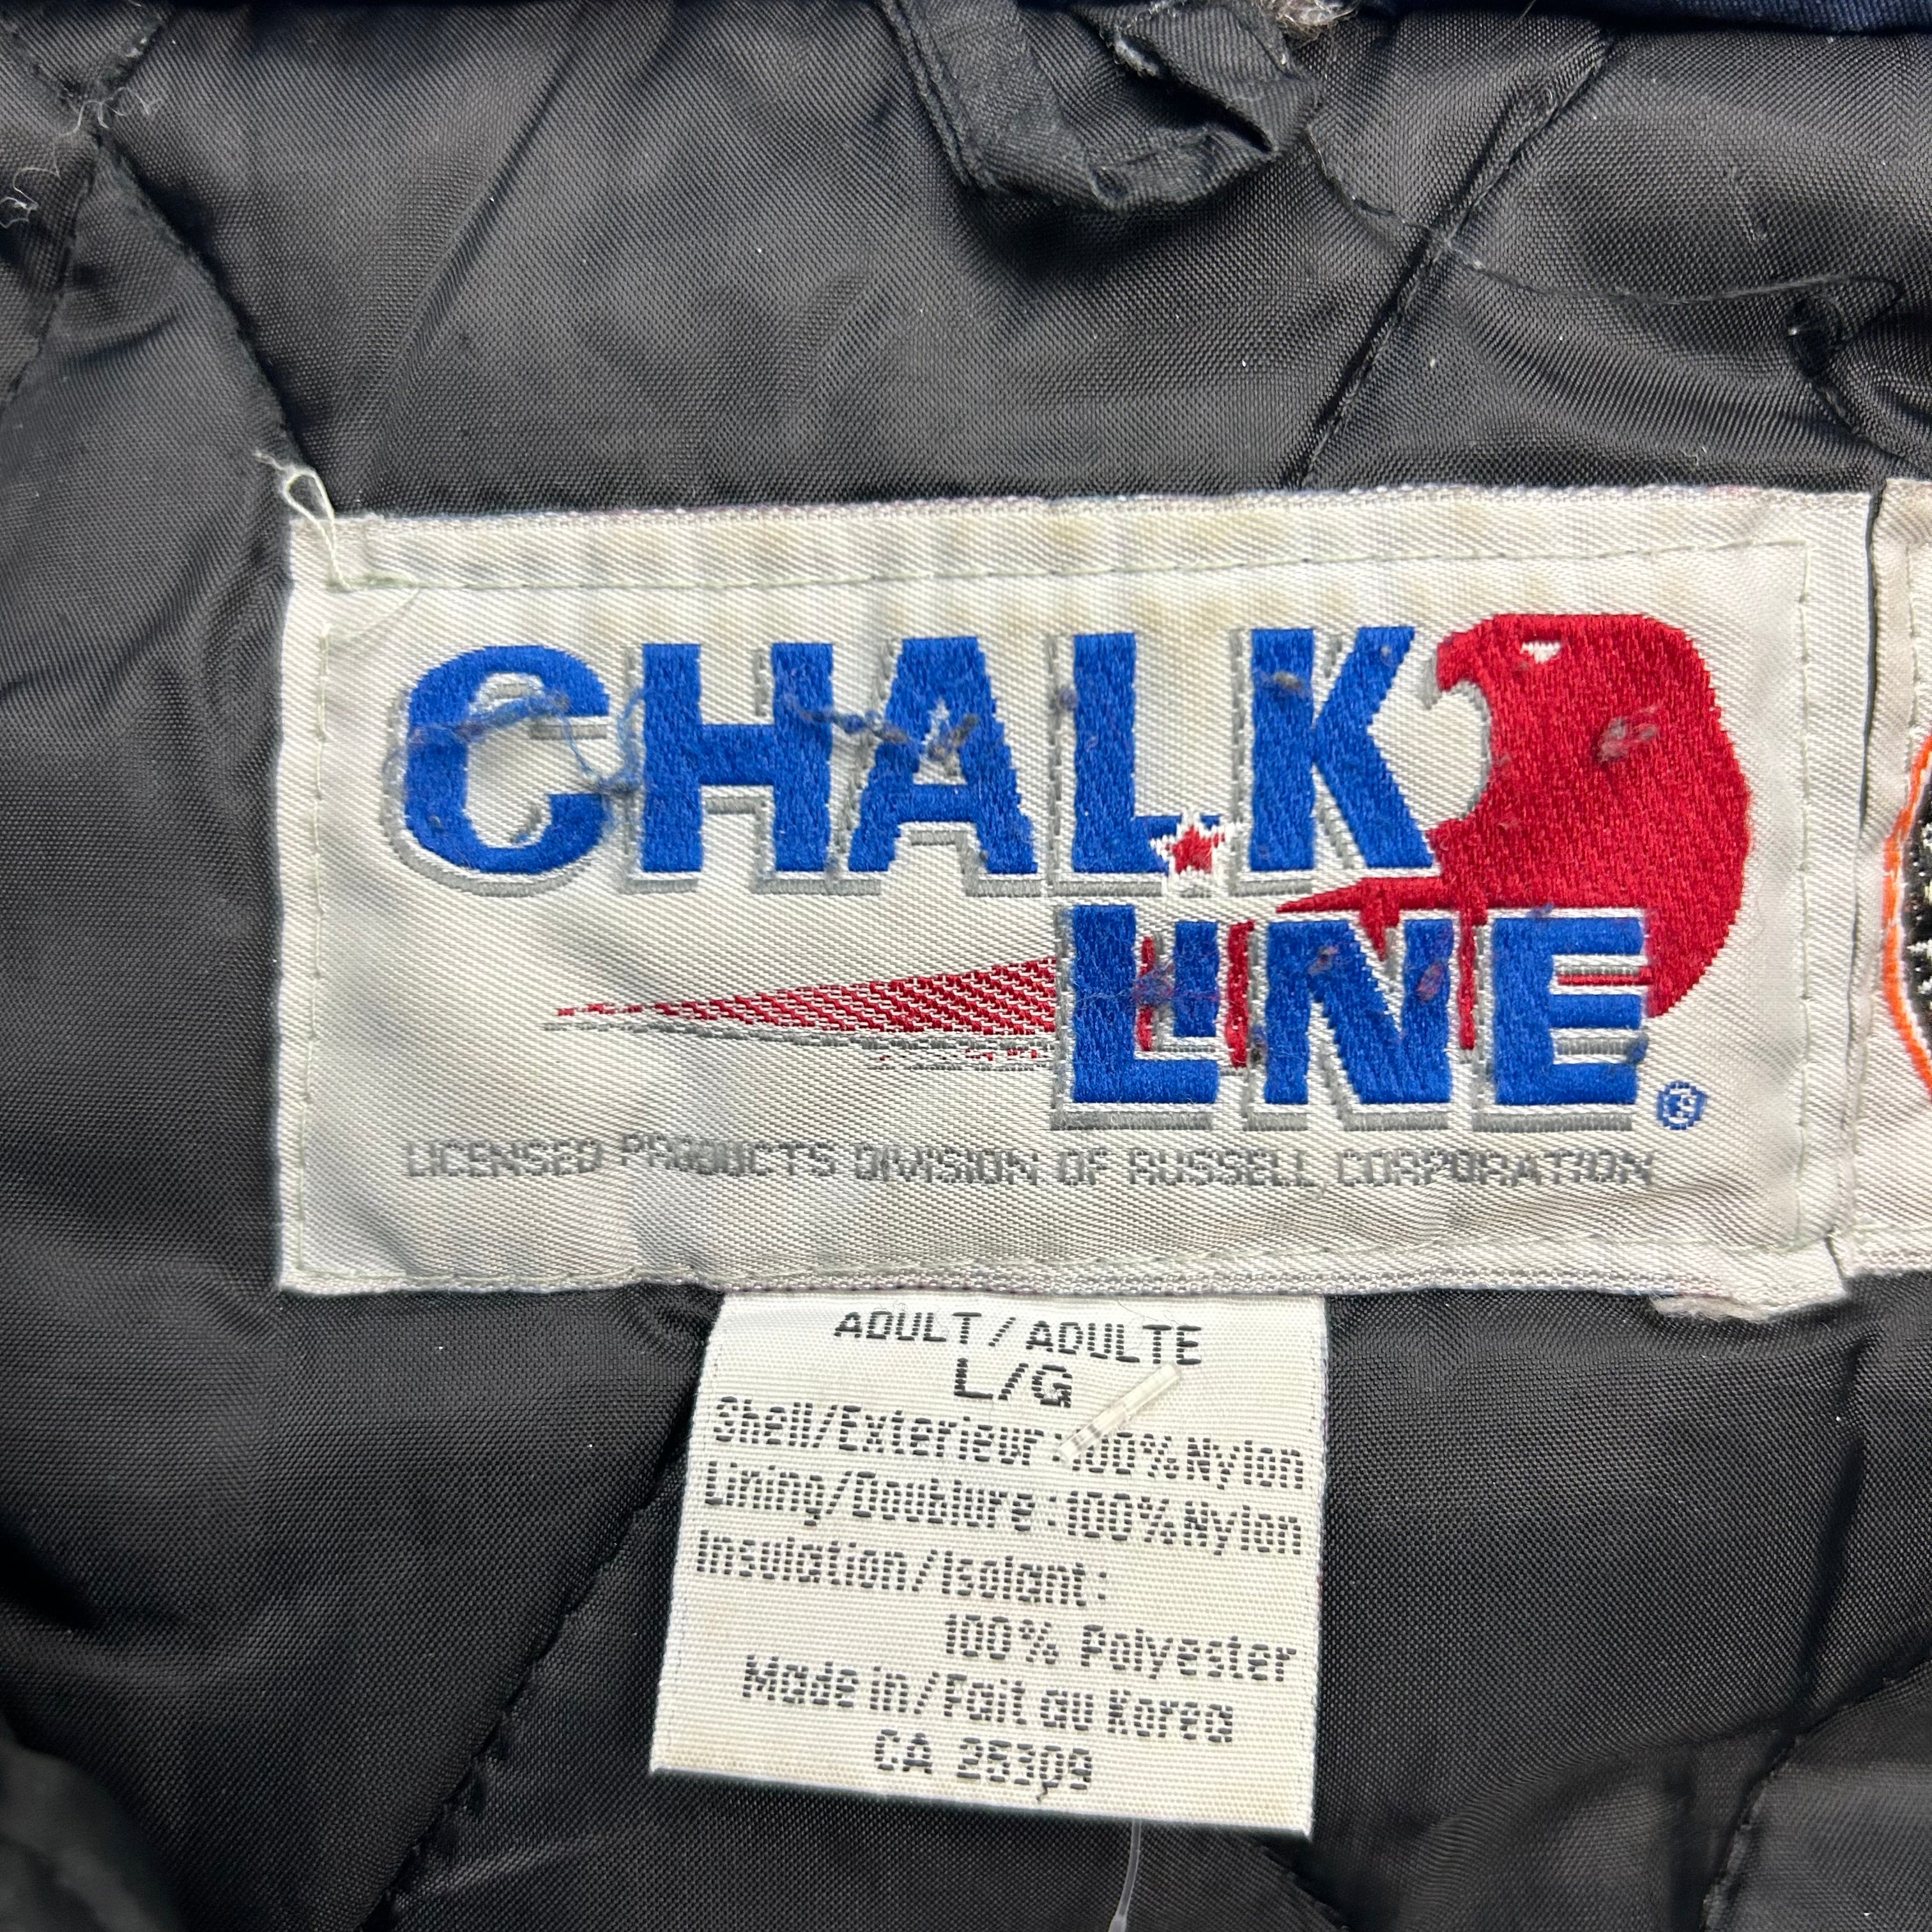 CHALK
LINE®
LICENSED PRODUCTS DIVISION OF RUSSELL CORPORATION
ADULT/ADULTE
L/G
Shell/Exterieur:100%Nylon
Lining/Doublure:100%Nylon
Insulation/Isolant:
100% Polyester
Made in/Fait au Korea
CA 25309